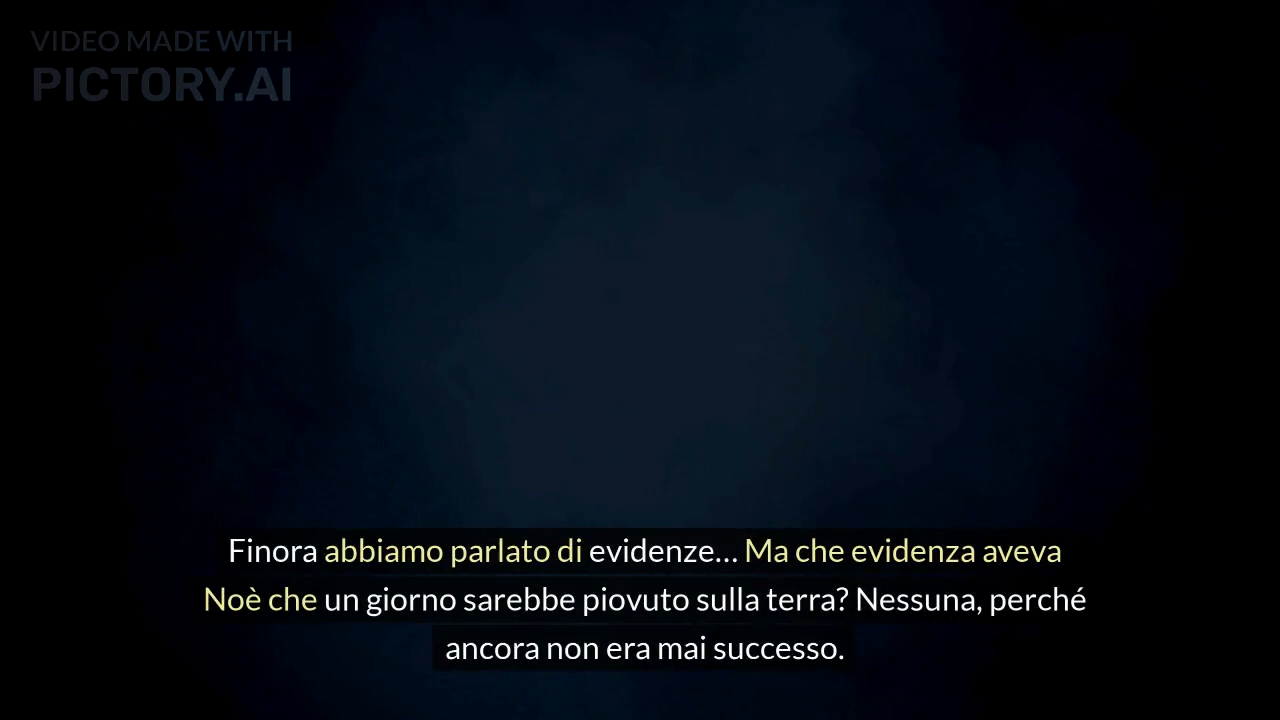 VIDEO MADE WITH
PICTORY.AI
Finora abbiamo parlato di evidenze... Ma che evidenza aveva
Noè che un giorno sarebbe piovuto sulla terra? Nessuna, perché
ancora non era mai successo.